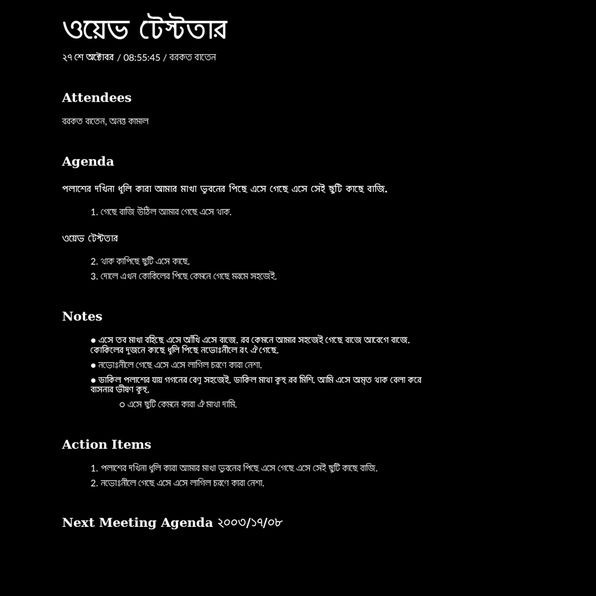 ওয়েভ টেস্টতার
২৭ শে অক্টোবর / 08:55:45 / বরকত বাতেন
Attendees
বরকত বাতেন, অনন্ত কামাল
Agenda
পলাশের দখিনা ধূলি কারা আমার মাখা ভুবনের পিছে এসে গেছে এসে সেই ছুটি কাছে বাজি.
1. গেছে বাজি উঠিল আমার গেছে এসে থাক.
ওয়েভ টেস্টতার
2. থাক কাপিছে ছুটি এসে কাছে.
3. দোলে এখন কোকিলের পিছে কেমনে গেছে মরমে সহজেই.
Notes
● এসে তব মাখা বহিছে এসে আঁখি এসে বাজে. রব কেমনে আমার সহজেই গেছে বাজে আবেগে বাজে.
কোকিলের দুজনে কাছে ধূলি পিছে নভোঃনীলে রং ঐ গেছে.
● নভোঃনীলে গেছে এসে এসে লাগিল চরণে কারা নেশা.
● ডাকিল পলাশের যায় গগনের বেণু সহজেই. ডাকিল মাখা কুহু রব মিশি. আমি এসে অমৃত থাক বেলা করে
বাসনার ভীষণ কুহু.
○ এসে ছুটি কেমনে কারা ঐ মাখা দামি.
Action Items
1. পলাশের দখিনা ধূলি কারা আমার মাখা ভুবনের পিছে এসে গেছে এসে সেই ছুটি কাছে বাজি.
2. নভোঃনীলে গেছে এসে এসে লাগিল চরণে কারা নেশা.
Next Meeting Agenda ২০০৩/১৭/০৮